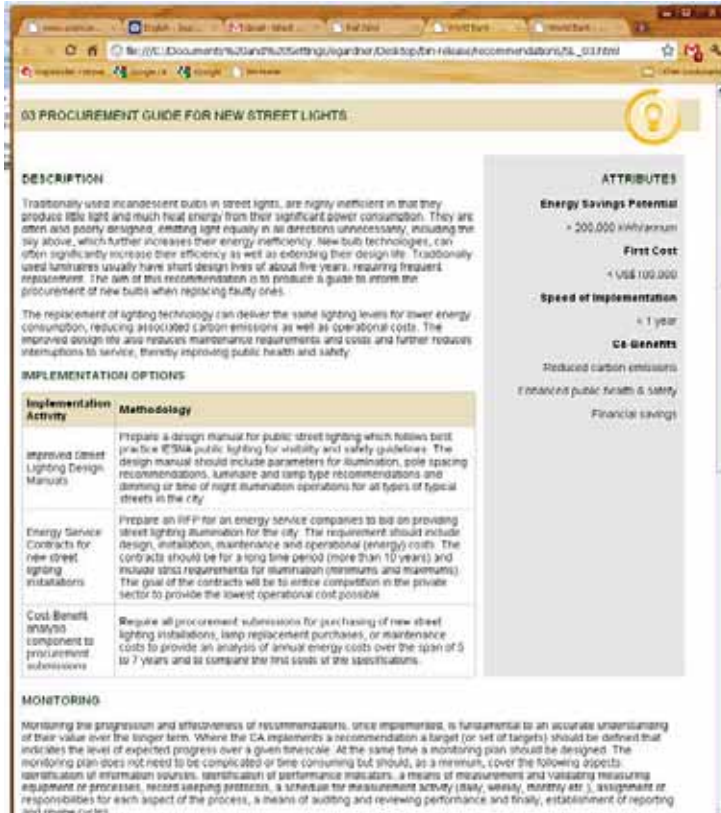 World Bank
file:///C:/Documents%20and%20Settings/egardner/Desktop/bin-release/recommendations/SL_03.html
03 PROCUREMENT GUIDE FOR NEW STREET LIGHTS
DESCRIPTION
Traditionally used incandescent bulbs in street lights, are highly inefficient in that they
produce little light and much heat energy from their significant power consumption. They are
often also poorly designed, emitting light equally in all directions unnecessarily, including the
sky above, which further increases their energy inefficiency. New bulb technologies, can
often significantly increase their efficiency as well as extending their design life. Traditionally
used luminaires usually have short design lives of about five years, requiring frequent
replacement. The aim of this recommendation is to produce a guide to inform the
procurement of new bulbs when replacing faulty ones.
The replacement of lighting technology can deliver the same lighting levels for lower energy
consumption, reducing associated carbon emissions as well as operational costs. The
improved design life also reduces maintenance requirements and costs and further reduces
interruptions to service, thereby improving public health and safety.
ATTRIBUTES
Energy Savings Potential
200,000 kWh/annum
First Cost
< US$100,000
Speed of Implementation
< 1 year
Co-Benefits
Reduced carbon emissions
Enhanced public health & safety
Financial savings
IMPLEMENTATION OPTIONS
Implementation
Activity
Methodology
Improved Street
Lighting Design
Manuals
Prepare a design manual for public street lighting which follows best
practice IESNA public lighting for visibility and safety guidelines. The
design manual should include parameters for illumination, pole spacing
recommendations, luminaire and lamp type recommendations and
dimming or time of night illumination operations for all types of typical
streets in the city.
Energy Service
Contracts for
new street
lighting
installations
Prepare an RFP for an energy service companies to bid on providing
street lighting illumination for the city. The requirement should include
design, installation, maintenance and operational (energy) costs. The
contracts should be for a long time period (more than 10 years) and
include strict requirements for illumination (minimums and maximums).
The goal of the contracts will be to entice competition in the private
sector to provide the lowest operational cost possible.
Cost-Benefit
analysis
component to
procurement
submissions
Require all procurement submissions for purchasing of new street
lighting installations, lamp replacement purchases, or maintenance
costs to provide an analysis of annual energy costs over the span of 5
to 7 years and to compare the first costs of the specifications.
MONITORING
Monitoring the progression and effectiveness of recommendations, once implemented, is fundamental to an accurate understanding
of their value over the longer term. Where the CA implements a recommendation a target (or set of targets) should be defined that
indicates the level of expected progress over a given timescale. At the same time a monitoring plan should be designed. The
monitoring plan does not need to be complicated or time consuming but should, as a minimum, cover the following aspects:
identification of information sources, identification of performance indicators, a means of measurement and validating measuring
equipment or processes, record keeping protocols, a schedule for measurement activity (daily, weekly, monthly etc.), assignment of
responsibilities for each aspect of the process, a means of auditing and reviewing performance and finally, establishment of reporting
and review cycles.